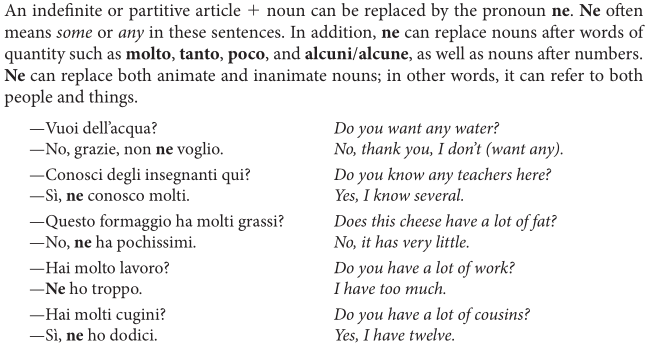 An indefinite or partitive article + noun can be replaced by the pronoun ne. Ne often
means some or any in these sentences. In addition, ne can replace nouns after words of
quantity such as molto, tanto, poco, and alcuni/alcune, as well as nouns after numbers.
Ne can replace both animate and inanimate nouns; in other words, it can refer to both
people and things.
—Vuoi dell'acqua? Do you want any water?
—No, grazie, non ne voglio. No, thank you, I don't (want any).
—Conosci degli insegnanti qui? Do you know any teachers here?
—Sì, ne conosco molti. Yes, I know several.
—Questo formaggio ha molti grassi? Does this cheese have a lot of fat?
—No, ne ha pochissimi. No, it has very little.
—Hai molto lavoro? Do you have a lot of work?
—Ne ho troppo. I have too much.
—Hai molti cugini? Do you have a lot of cousins?
—Sì, ne ho dodici. Yes, I have twelve.